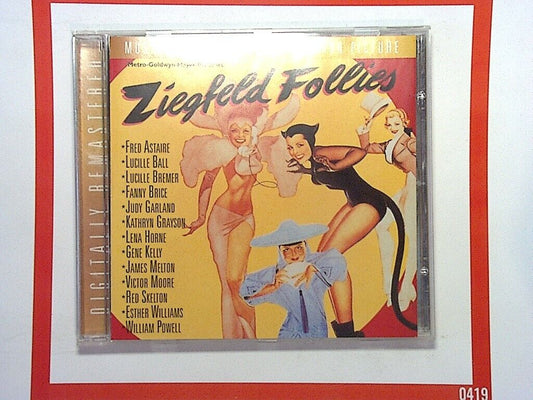 Metro-Goldwyn-Mayer
Ziegfeld Follies
DIGITALLY REMASTERED
*FRED ASTAIRE
*LUCILLE BALL
*LUCILLE BREMER
*FANNY BRICE
*JUDY GARLAND
*KATHRYN GRAYSON
*LENA HORNE
*GENE KELLY
*JAMES MELTON
*VICTOR MOORE
*RED SKELTON
*ESTHER WILLIAMS
*WILLIAM POWELL
0419